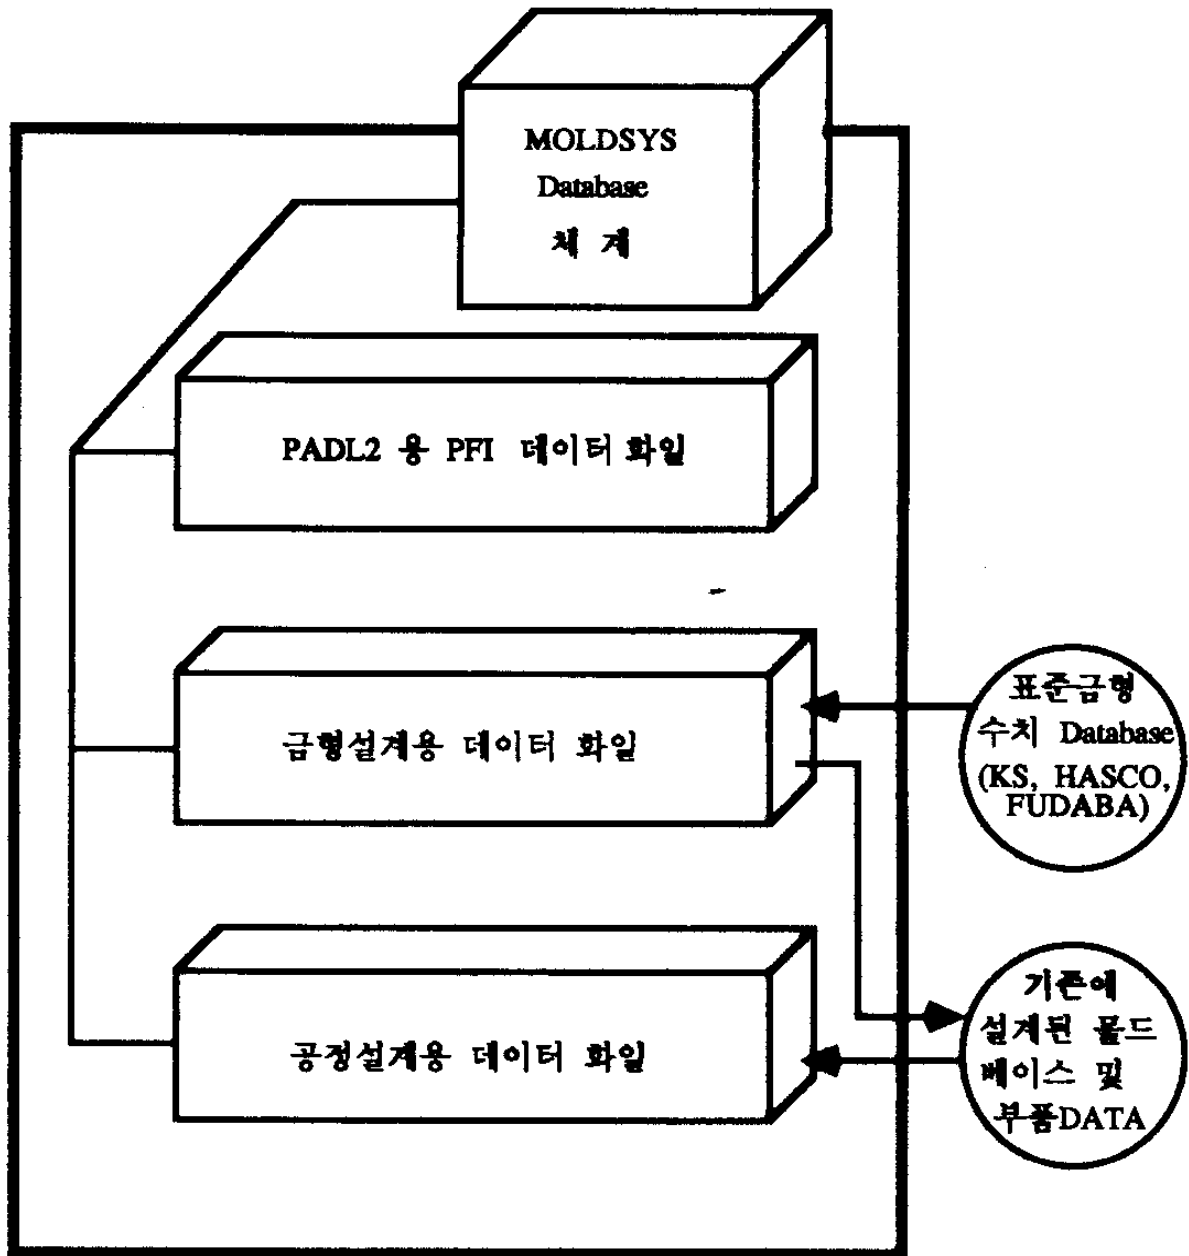 MOLDSYS
Database
체 계
PADL2 용 PFI 데이터 화일
금형설계용 데이터 화일
표준금형
수치 Database
(KS, HASCO,
FUDABA)
공정설계용 데이터 화일
기존에
설계된 몰드
베이스 및
부품DATA